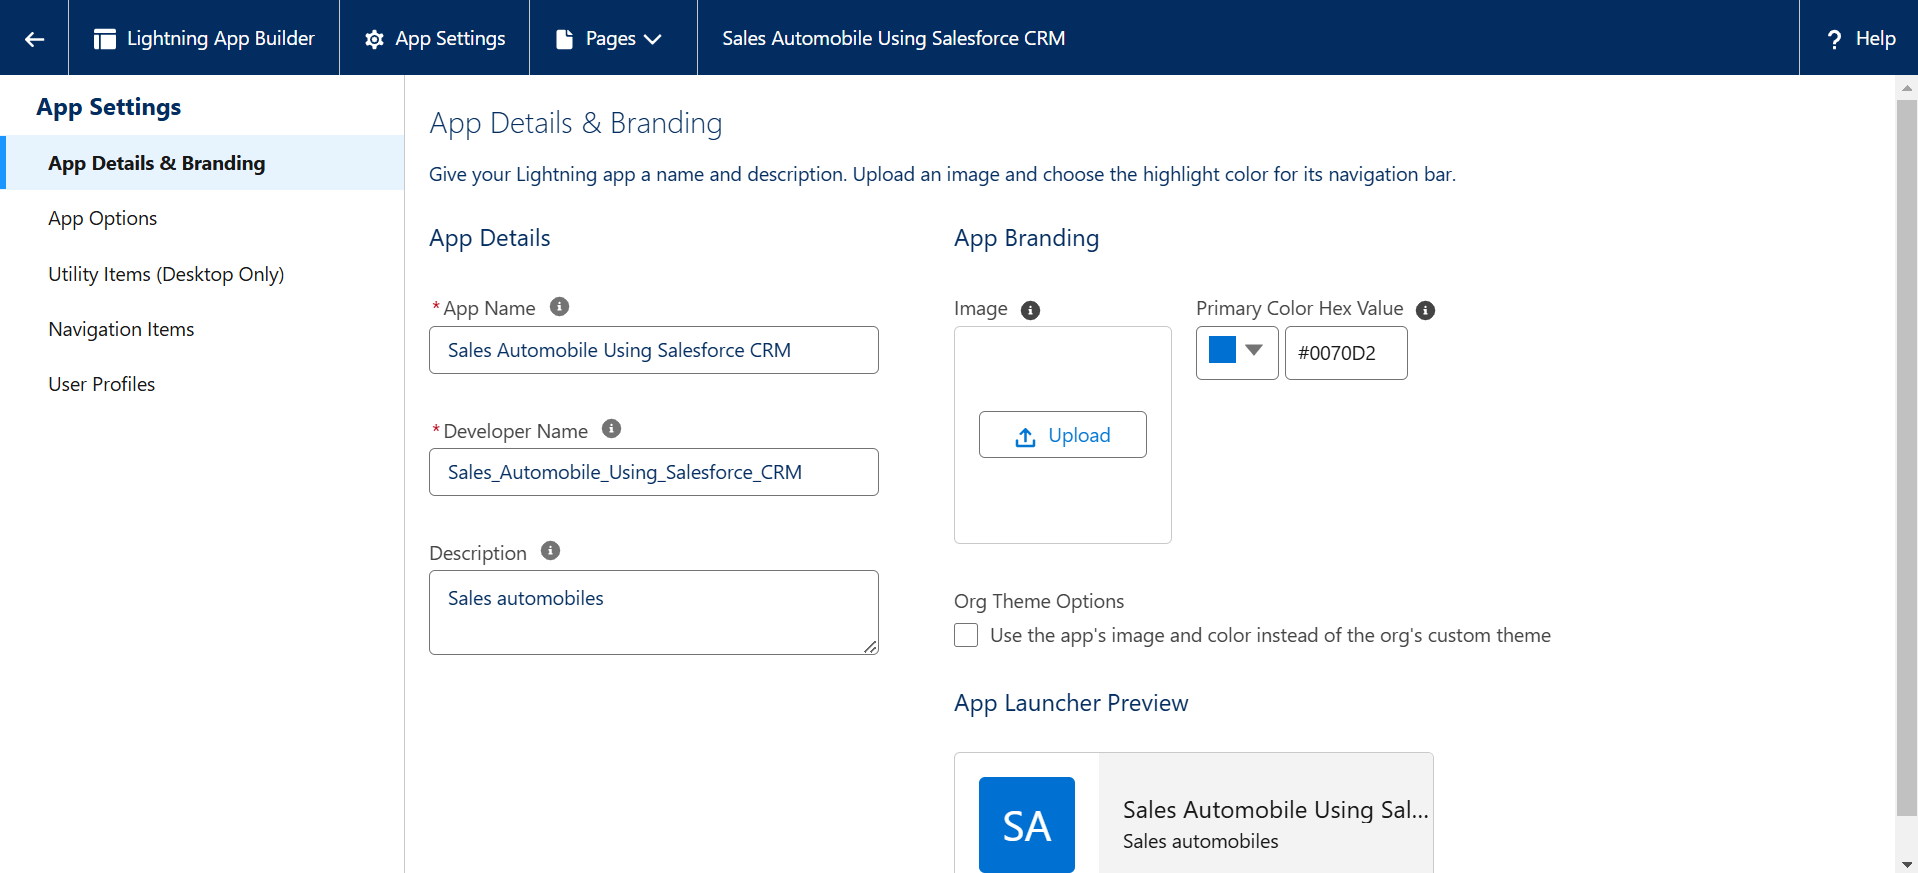 Lightning App Builder
App Settings
Pages
Sales Automobile Using Salesforce CRM
? Help
App Settings
App Details & Branding
App Options
Utility Items (Desktop Only)
Navigation Items
User Profiles
App Details & Branding
Give your Lightning app a name and description. Upload an image and choose the highlight color for its navigation bar.
App Details
* App Name
Sales Automobile Using Salesforce CRM
* Developer Name
Sales_Automobile_Using_Salesforce_CRM
Description
Sales automobiles
App Branding
Image
Upload
Primary Color Hex Value
#0070D2
Org Theme Options
Use the app's image and color instead of the org's custom theme
App Launcher Preview
SA
Sales Automobile Using Sal...
Sales automobiles